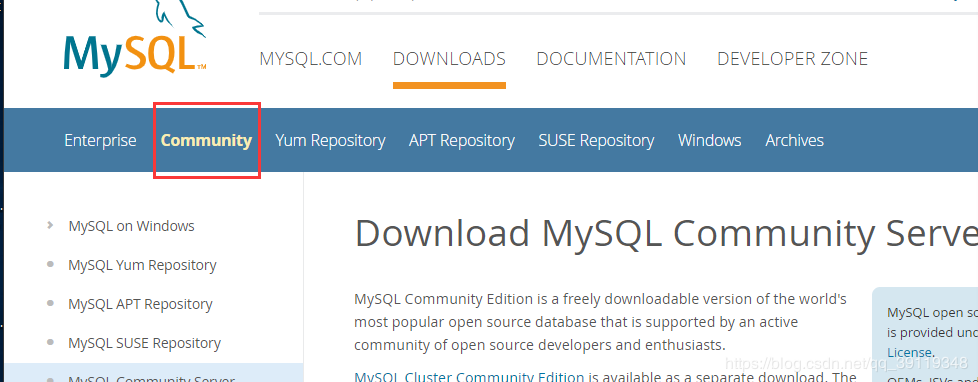 MySQL™
MYSQL.COM DOWNLOADS DOCUMENTATION DEVELOPER ZONE
Enterprise Community Yum Repository APT Repository SUSE Repository Windows Archives
MySQL on Windows
MySQL Yum Repository
MySQL APT Repository
MySQL SUSE Repository
MySQL Community Server
Download MySQL Community Serve
MySQL Community Edition is a freely downloadable version of the world's
most popular open source database that is supported by an active
community of open source developers and enthusiasts.
MySQL Cluster Community Edition is available as a separate download. The
MySQL open so
is provided und
License.
OEMs, ISVs and
https://blog.csdn.net/qq_39119348